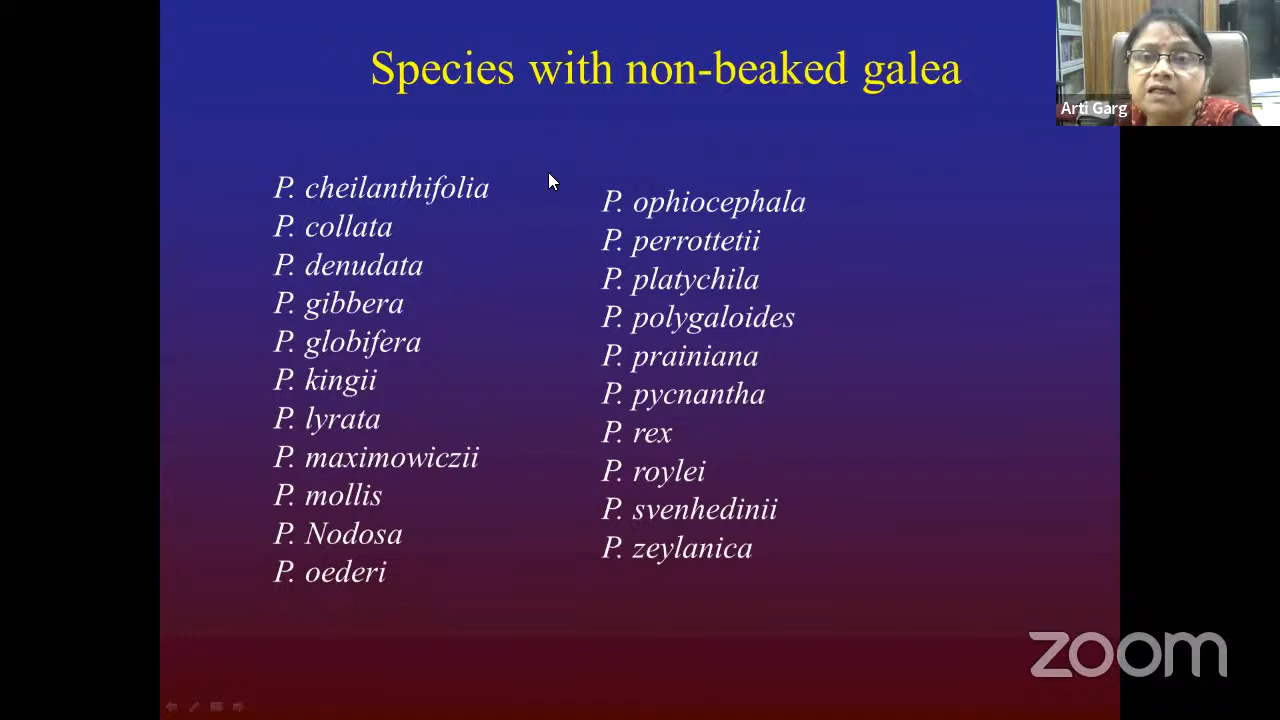 Species with non-beaked galea
Arti Garg
P. cheilanthifolia
P. collata
P. denudata
P. gibbera
P. globifera
P. kingii
P. lyrata
P. maximowiczii
P. mollis
P. Nodosa
P. oederi
P. ophiocephala
P. perrottetii
P. platychila
P. polygaloides
P. prainiana
P. pycnantha
P. rex
P. roylei
P. svenhedinii
P. zeylanica
zoom